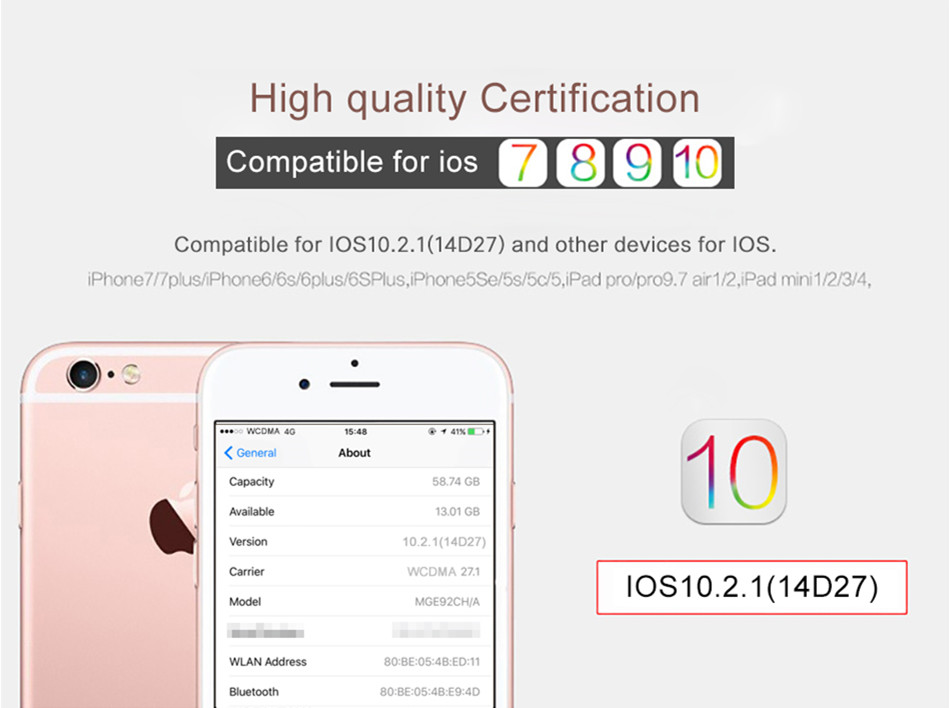 High quality Certification
Compatible for ios 7 8 9 10
Compatible for IOS10.2.1(14D27) and other devices for IOS.
iPhone7/7plus/iPhone6/6s/6plus/6SPlus,iPhone5Se/5s/5c/5,iPad pro/pro9.7 air1/2,iPad mini1/2/3/4,
WCDMA 4G 15:48 41%
General About
Capacity 58.74 GB
Available 13.01 GB
Version 10.2.1(14D27)
Carrier WCDMA 27.1
Model MGE92CH/A
WLAN Address 80:BE:05:4B:ED:11
Bluetooth 80:BE:05:4B:E9:4D
10
IOS10.2.1(14D27)